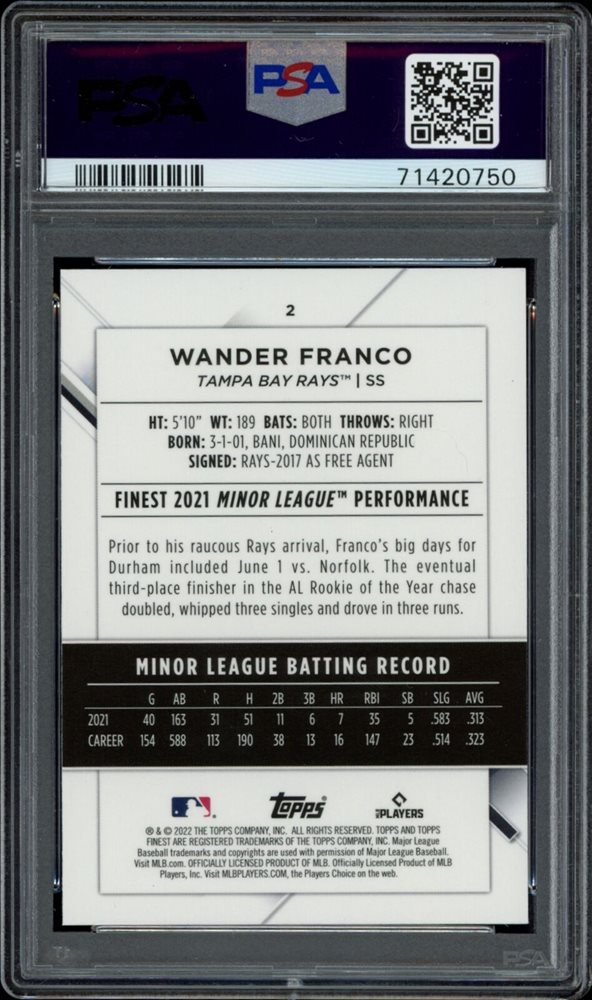 PSA PSA
71420750
2
WANDER FRANCO
TAMPA BAY RAYS™ | SS
HT: 5'10" WT: 189 BATS: BOTH THROWS: RIGHT
BORN: 3-1-01, BANI, DOMINICAN REPUBLIC
SIGNED: RAYS-2017 AS FREE AGENT
FINEST 2021 MINOR LEAGUE™ PERFORMANCE
Prior to his raucous Rays arrival, Franco's big days for
Durham included June 1 vs. Norfolk. The eventual
third-place finisher in the AL Rookie of the Year chase
doubled, whipped three singles and drove in three runs.
MINOR LEAGUE BATTING RECORD
G AB R H 2B 3B HR RBI SB SLG AVG
2021 40 163 31 51 11 6 7 35 5 .583 .313
CAREER 154 588 113 190 38 13 16 147 23 .514 .323
Topps MLB PLAYERS
® & © 2022 THE TOPPS COMPANY, INC. ALL RIGHTS RESERVED. TOPPS AND TOPPS
FINEST ARE REGISTERED TRADEMARKS OF THE TOPPS COMPANY, INC. Major League
Baseball trademarks and copyrights are used with permission of Major League Baseball.
Visit MLB.com. OFFICIALLY LICENSED PRODUCT OF MLB. Officially Licensed Product of MLB
Players, Inc. Visit MLBPLAYERS.COM, the Players Choice on the web.
PSA